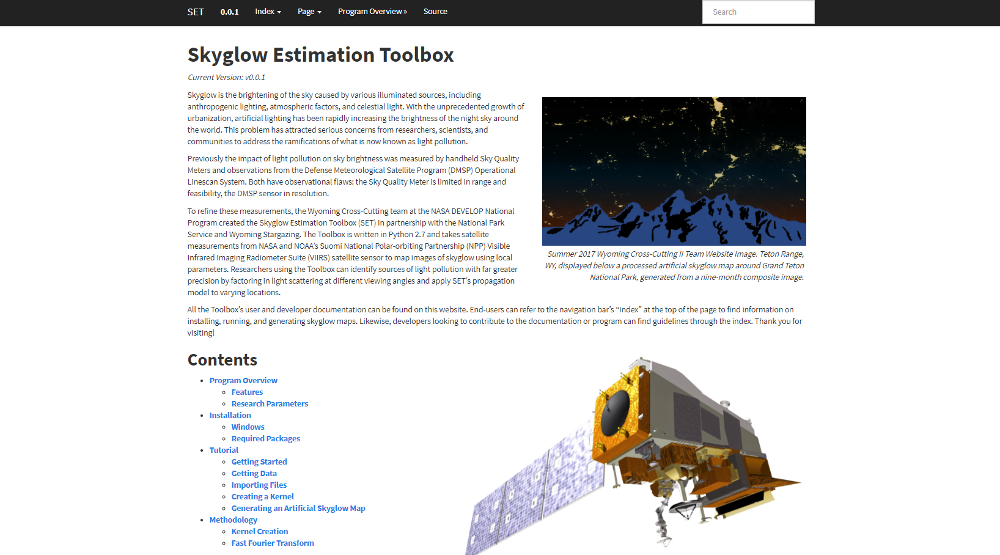 SET 0.0.1 Index Page Program Overview » Source Search
Skyglow Estimation Toolbox
Current Version: v0.0.1
Skyglow is the brightening of the sky caused by various illuminated sources, including
anthropogenic lighting, atmospheric factors, and celestial light. With the unprecedented growth of
urbanization, artificial lighting has been rapidly increasing the brightness of the night sky around
the world. This problem has attracted serious concerns from researchers, scientists, and
communities to address the ramifications of what is now known as light pollution.
Previously the impact of light pollution on sky brightness was measured by handheld Sky Quality
Meters and observations from the Defense Meteorological Satellite Program (DMSP) Operational
Linescan System. Both have observational flaws: the Sky Quality Meter is limited in range and
feasibility, the DMSP sensor in resolution.
To refine these measurements, the Wyoming Cross-Cutting team at the NASA DEVELOP National
Program created the Skyglow Estimation Toolbox (SET) in partnership with the National Park
Service and Wyoming Stargazing. The Toolbox is written in Python 2.7 and takes satellite
measurements from NASA and NOAA’s Suomi National Polar-orbiting Partnership (NPP) Visible
Infrared Imaging Radiometer Suite (VIIRS) satellite sensor to map images of skyglow using local
parameters. Researchers using the Toolbox can identify sources of light pollution with far greater
precision by factoring in light scattering at different viewing angles and apply SET’s propagation
model to varying locations.
Summer 2017 Wyoming Cross-Cutting II Team Website Image. Teton Range,
WY, displayed below a processed artificial skyglow map around Grand Teton
National Park, generated from a nine-month composite image.
All the Toolbox’s user and developer documentation can be found on this website. End-users can refer to the navigation bar’s “Index” at the top of the page to find information on
installing, running, and generating skyglow maps. Likewise, developers looking to contribute to the documentation or program can find guidelines through the index. Thank you for
visiting!
Contents
Program Overview
Features
Research Parameters
Installation
Windows
Required Packages
Tutorial
Getting Started
Getting Data
Importing Files
Creating a Kernel
Generating an Artificial Skyglow Map
Methodology
Kernel Creation
Fast Fourier Transform